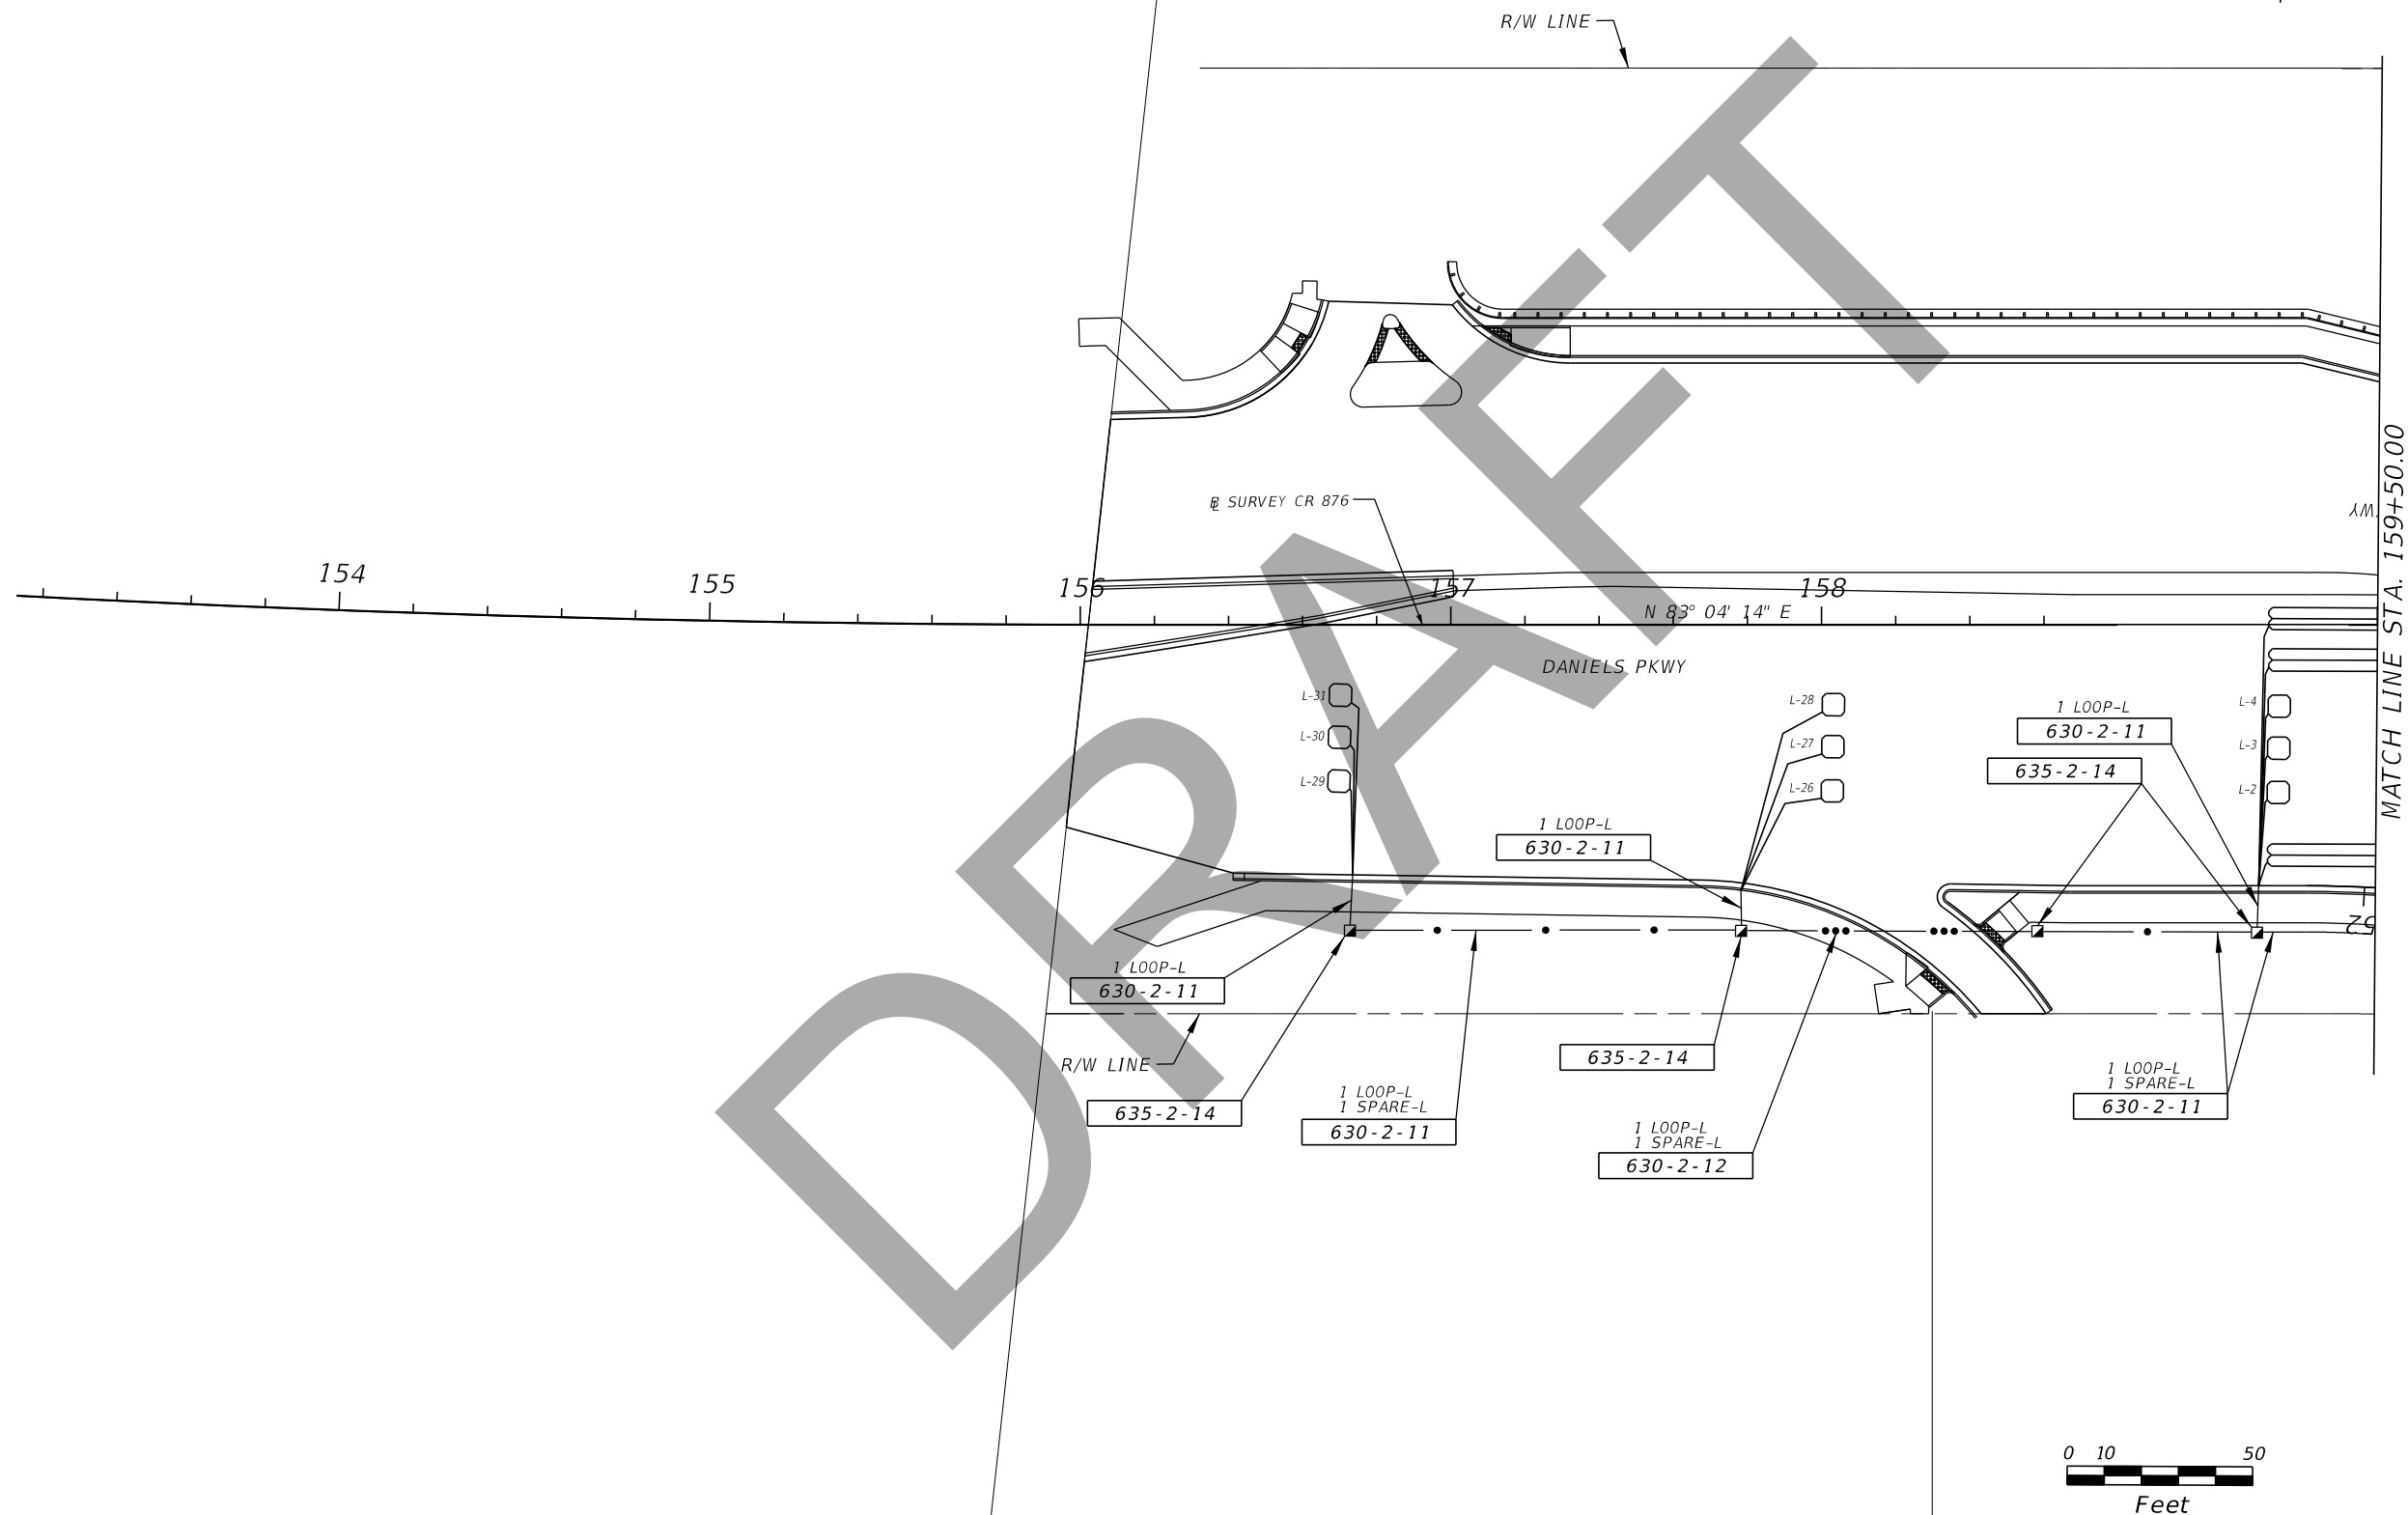 R/W LINE
BL SURVEY CR 876
154
155
156
157
158
N 83° 04' 14" E
DANIELS PKWY
MATCH LINE STA. 159+50.00
L-31
L-30
L-29
L-28
L-27
L-26
L-4
L-3
L-2
1 LOOP-L
630-2-11
635-2-14
1 LOOP-L
630-2-11
1 LOOP-L
630-2-11
R/W LINE
635-2-14
1 LOOP-L
1 SPARE-L
630-2-11
635-2-14
1 LOOP-L
1 SPARE-L
630-2-12
1 LOOP-L
1 SPARE-L
630-2-11
DRAFT
0 10 50
Feet